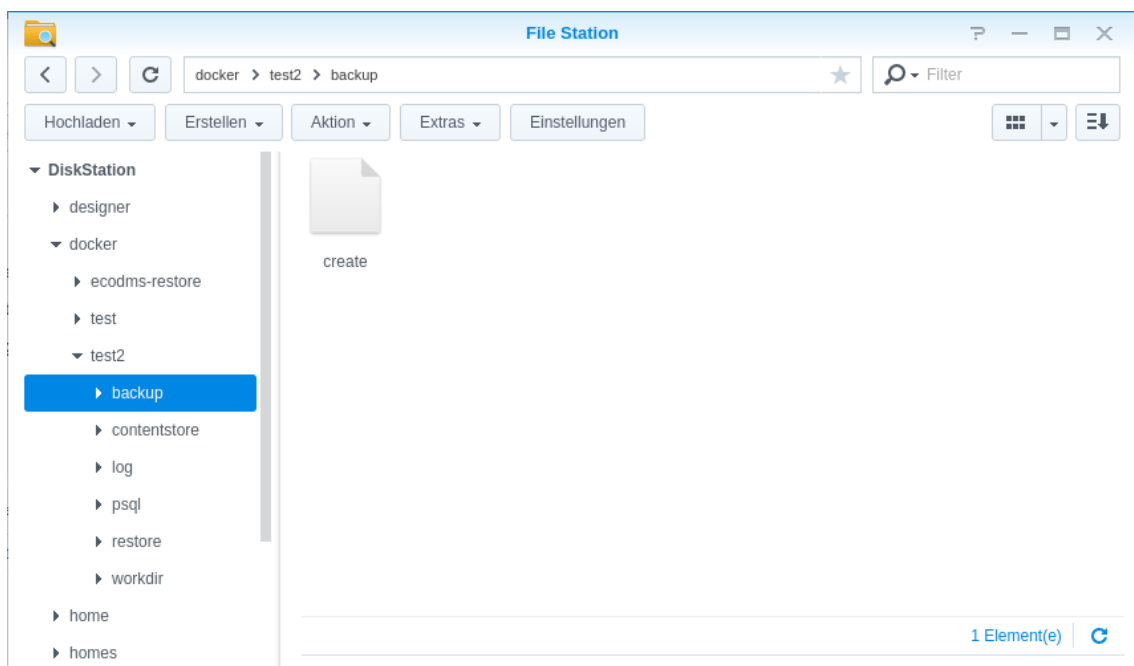 File Station
docker > test2 > backup
Filter
Hochladen Erstellen Aktion Extras Einstellungen
DiskStation
designer
docker
ecodms-restore
test
test2
backup
contentstore
log
psql
restore
workdir
home
homes
create
1 Element(e)